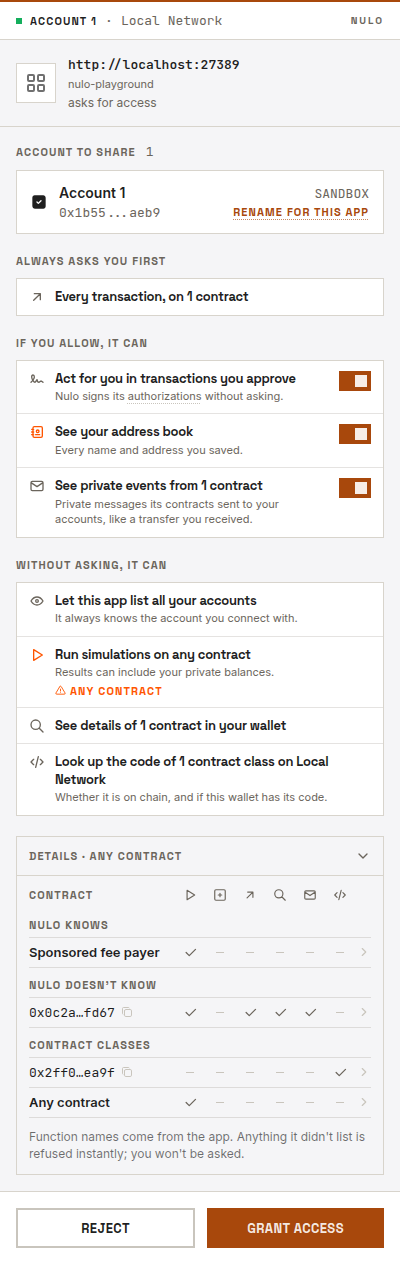 ACCOUNT 1 · Local Network NULO
http://localhost:27389
nulo-playground
asks for access
ACCOUNT TO SHARE 1
Account 1 SANDBOX
0x1b55...aeb9 RENAME FOR THIS APP
ALWAYS ASKS YOU FIRST
Every transaction, on 1 contract
IF YOU ALLOW, IT CAN
Act for you in transactions you approve
Nulo signs its authorizations without asking.
See your address book
Every name and address you saved.
See private events from 1 contract
Private messages its contracts sent to your
accounts, like a transfer you received.
WITHOUT ASKING, IT CAN
Let this app list all your accounts
It always knows the account you connect with.
Run simulations on any contract
Results can include your private balances.
ANY CONTRACT
See details of 1 contract in your wallet
Look up the code of 1 contract class on Local
Network
Whether it is on chain, and if this wallet has its code.
DETAILS · ANY CONTRACT
CONTRACT
NULO KNOWS
Sponsored fee payer
NULO DOESN'T KNOW
0x0c2a…fd67
CONTRACT CLASSES
0x2ff0…ea9f
Any contract
Function names come from the app. Anything it didn't list is
refused instantly; you won't be asked.
REJECT GRANT ACCESS